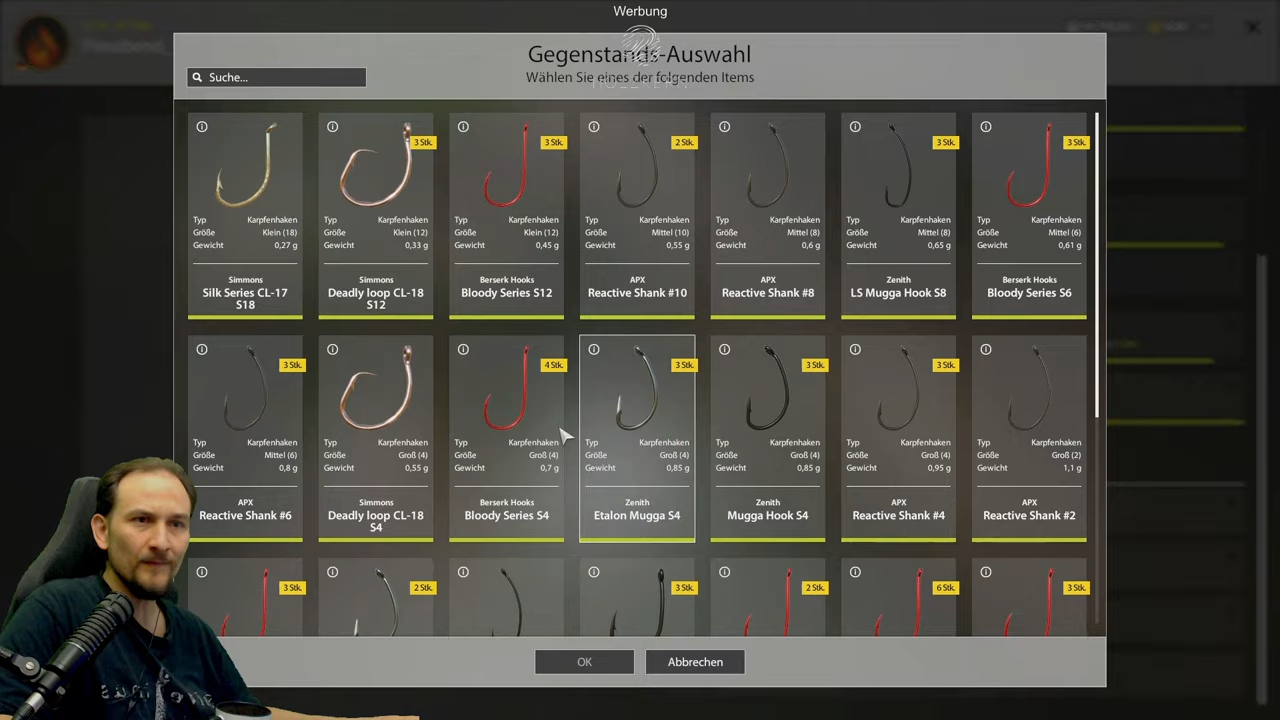 Werbung
Gegenstands-Auswahl
Suche...
Wählen Sie eines der folgenden Items
3 Stk.
3 Stk.
2 Stk.
3 Stk.
3 Stk.
Typ Karpfenhaken
Größe Klein (18)
Gewicht 0,27 g
Simmons
Silk Series CL-17
S18
Typ Karpfenhaken
Größe Klein (12)
Gewicht 0,33 g
Simmons
Deadly loop CL-18
S12
Typ Karpfenhaken
Größe Klein (12)
Gewicht 0,45 g
Berserk Hooks
Bloody Series S12
Typ Karpfenhaken
Größe Mittel (10)
Gewicht 0,55 g
APX
Reactive Shank #10
Typ Karpfenhaken
Größe Mittel (8)
Gewicht 0,6 g
APX
Reactive Shank #8
Typ Karpfenhaken
Größe Mittel (8)
Gewicht 0,65 g
Zenith
LS Mugga Hook S8
Typ Karpfenhaken
Größe Mittel (6)
Gewicht 0,61 g
Berserk Hooks
Bloody Series S6
3 Stk.
4 Stk.
3 Stk.
3 Stk.
3 Stk.
Typ Karpfenhaken
Größe Mittel (6)
Gewicht 0,8 g
APX
Reactive Shank #6
Typ Karpfenhaken
Größe Groß (4)
Gewicht 0,55 g
Simmons
Deadly loop CL-18
S4
Typ Karpfenhaken
Größe Groß (4)
Gewicht 0,7 g
Berserk Hooks
Bloody Series S4
Typ Karpfenhaken
Größe Groß (4)
Gewicht 0,85 g
Zenith
Etalon Mugga S4
Typ Karpfenhaken
Größe Groß (4)
Gewicht 0,85 g
Zenith
Mugga Hook S4
Typ Karpfenhaken
Größe Groß (4)
Gewicht 0,95 g
APX
Reactive Shank #4
Typ Karpfenhaken
Größe Groß (2)
Gewicht 1,1 g
APX
Reactive Shank #2
3 Stk.
2 Stk.
3 Stk.
2 Stk.
6 Stk.
3 Stk.
OK
Abbrechen